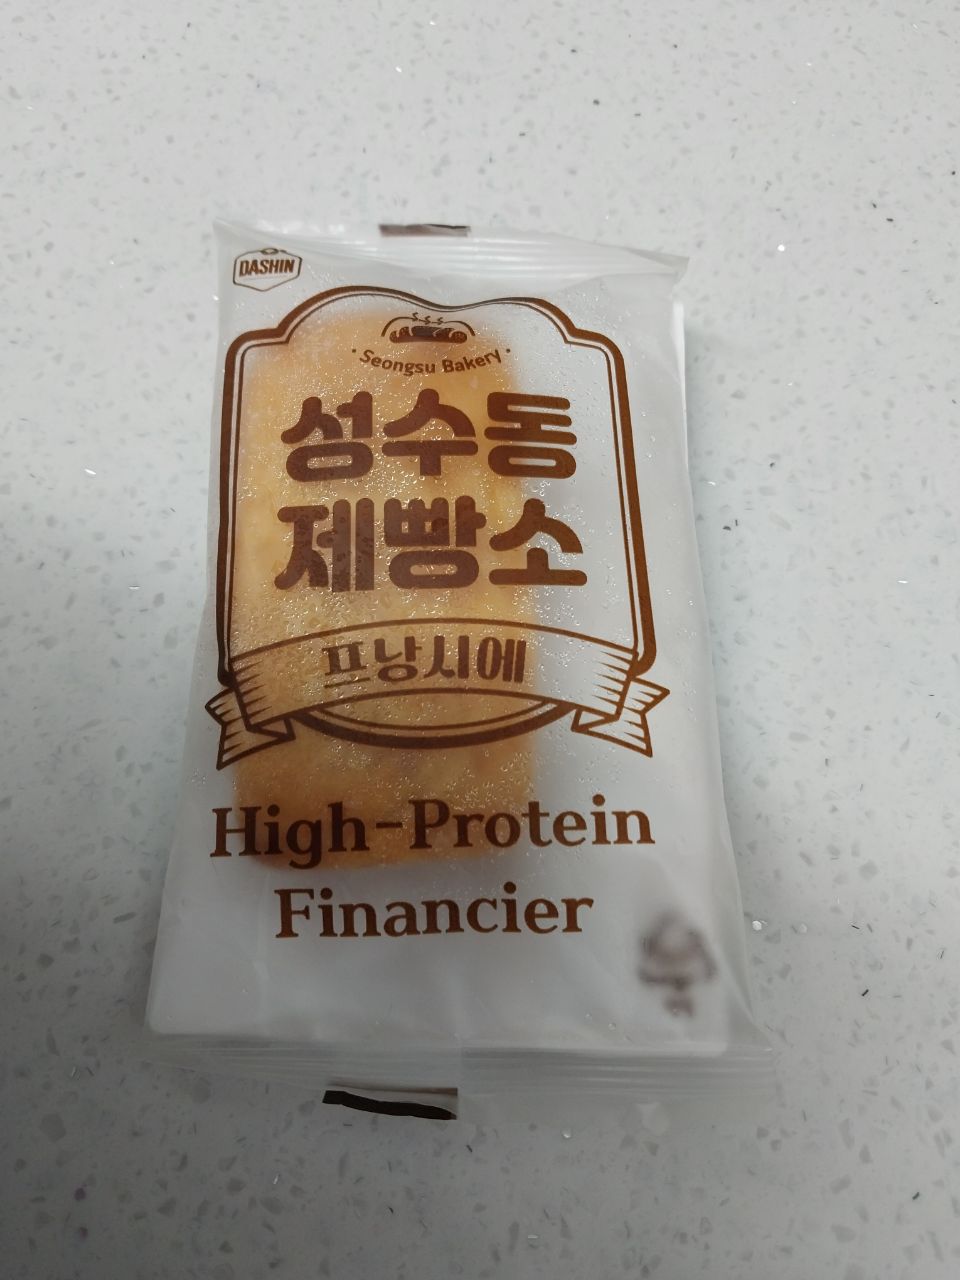 DASHIN
· Seongsu Bakery ·
성수동
제빵소
프낭시에
High-Protein
Financier